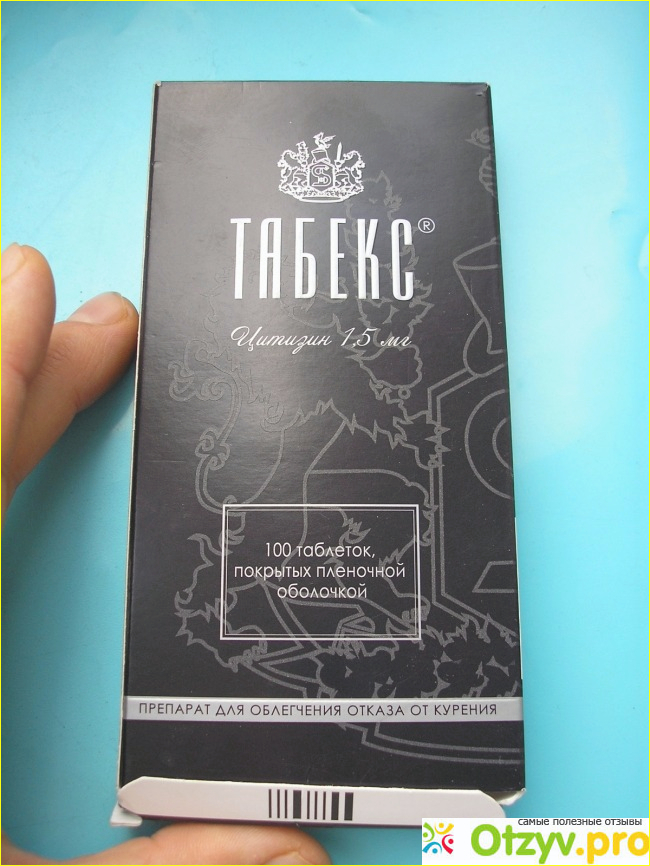 S
ТАБЕКС®
Цитизин 1,5 мг
100 таблеток,
покрытых пленочной
оболочкой
ПРЕПАРАТ ДЛЯ ОБЛЕГЧЕНИЯ ОТКАЗА ОТ КУРЕНИЯ
самые полезные отзывы
Otzyv.pro